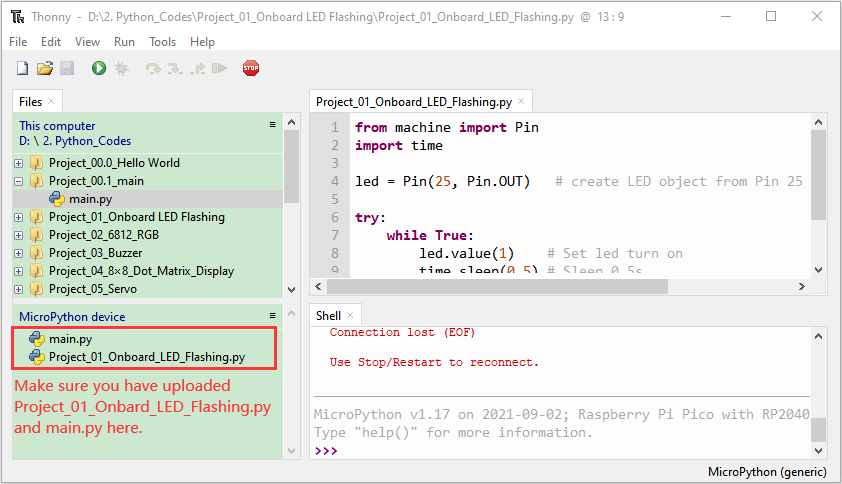 Thonny - D:\2. Python_Codes\Project_01_Onboard LED Flashing\Project_01_Onboard_LED_Flashing.py @ 13 : 9
File Edit View Run Tools Help
STOP
Files
This computer
D: \ 2. Python_Codes
Project_00.0_Hello World
Project_00.1_main
main.py
Project_01_Onboard LED Flashing
Project_02_6812_RGB
Project_03_Buzzer
Project_04_8×8_Dot_Matrix_Display
Project_05_Servo
MicroPython device
main.py
Project_01_Onboard_LED_Flashing.py
Make sure you have uploaded
Project_01_Onbard_LED_Flashing.py
and main.py here.
Project_01_Onboard_LED_Flashing.py
1 from machine import Pin
2 import time
3
4 led = Pin(25, Pin.OUT) # create LED object from Pin 25
5
6 try:
7 while True:
8 led.value(1) # Set led turn on
9 time.sleep(0.5) # Sleep 0.5s
Shell
Connection lost (EOF)
Use Stop/Restart to reconnect.
MicroPython v1.17 on 2021-09-02; Raspberry Pi Pico with RP2040
Type "help()" for more information.
>>>
MicroPython (generic)